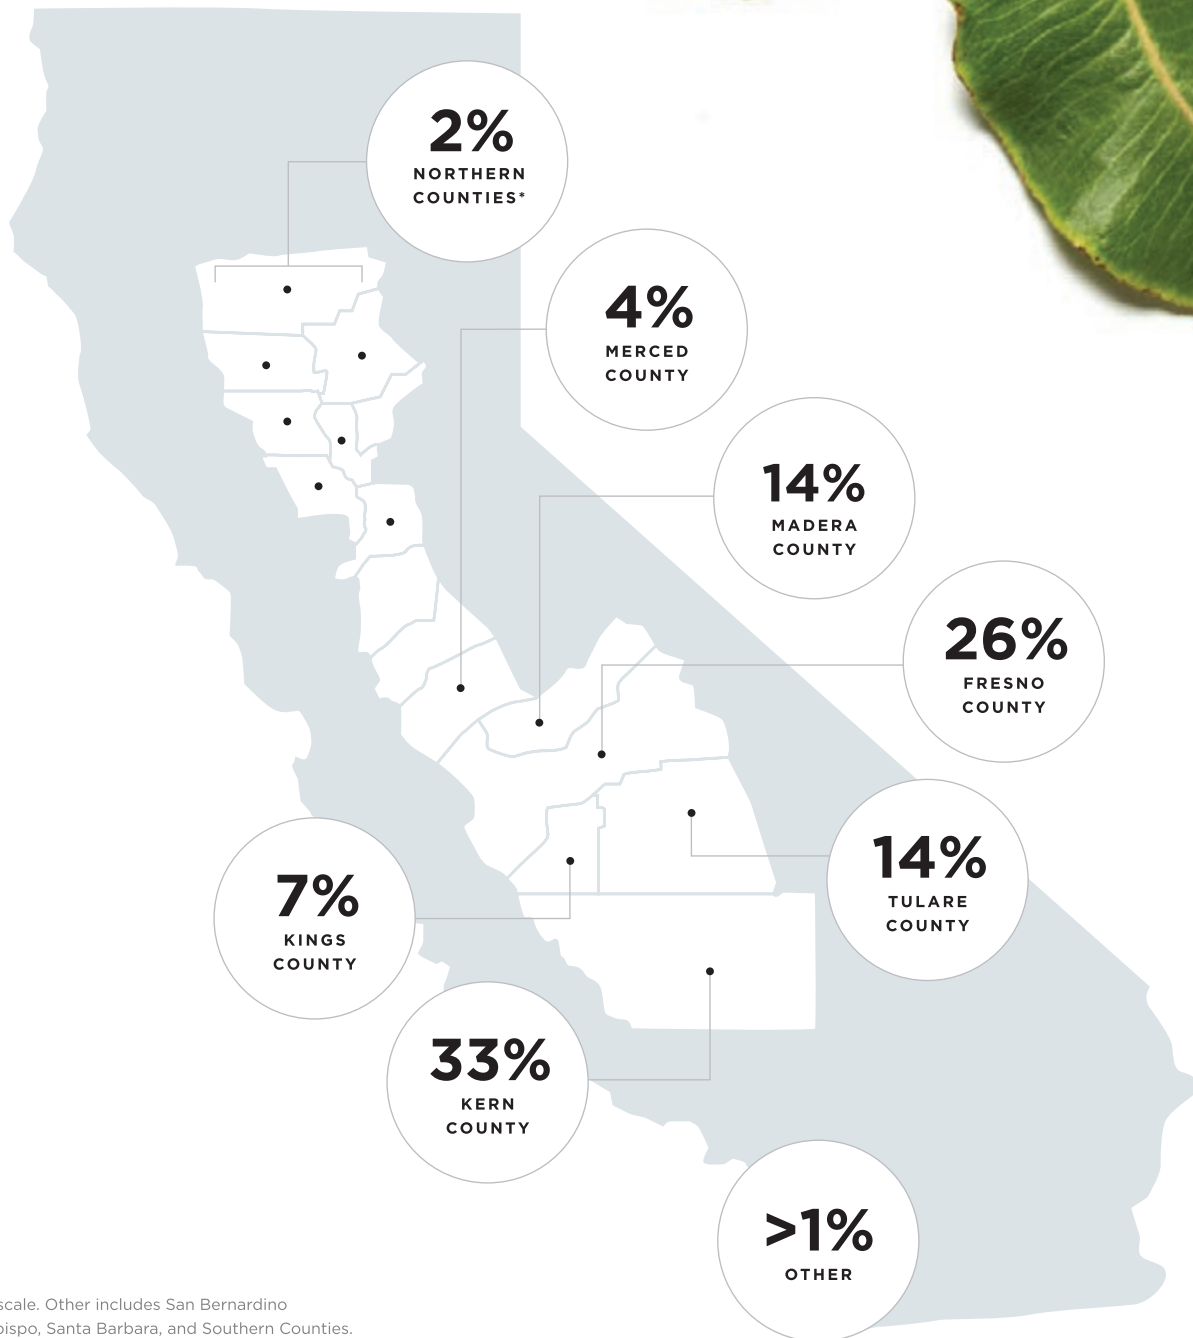 2%
NORTHERN
COUNTIES*
4%
MERCED
COUNTY
14%
MADERA
COUNTY
26%
FRESNO
COUNTY
14%
TULARE
COUNTY
7%
KINGS
COUNTY
33%
KERN
COUNTY
>1%
OTHER
scale. Other includes San Bernardino
bispo, Santa Barbara, and Southern Counties.